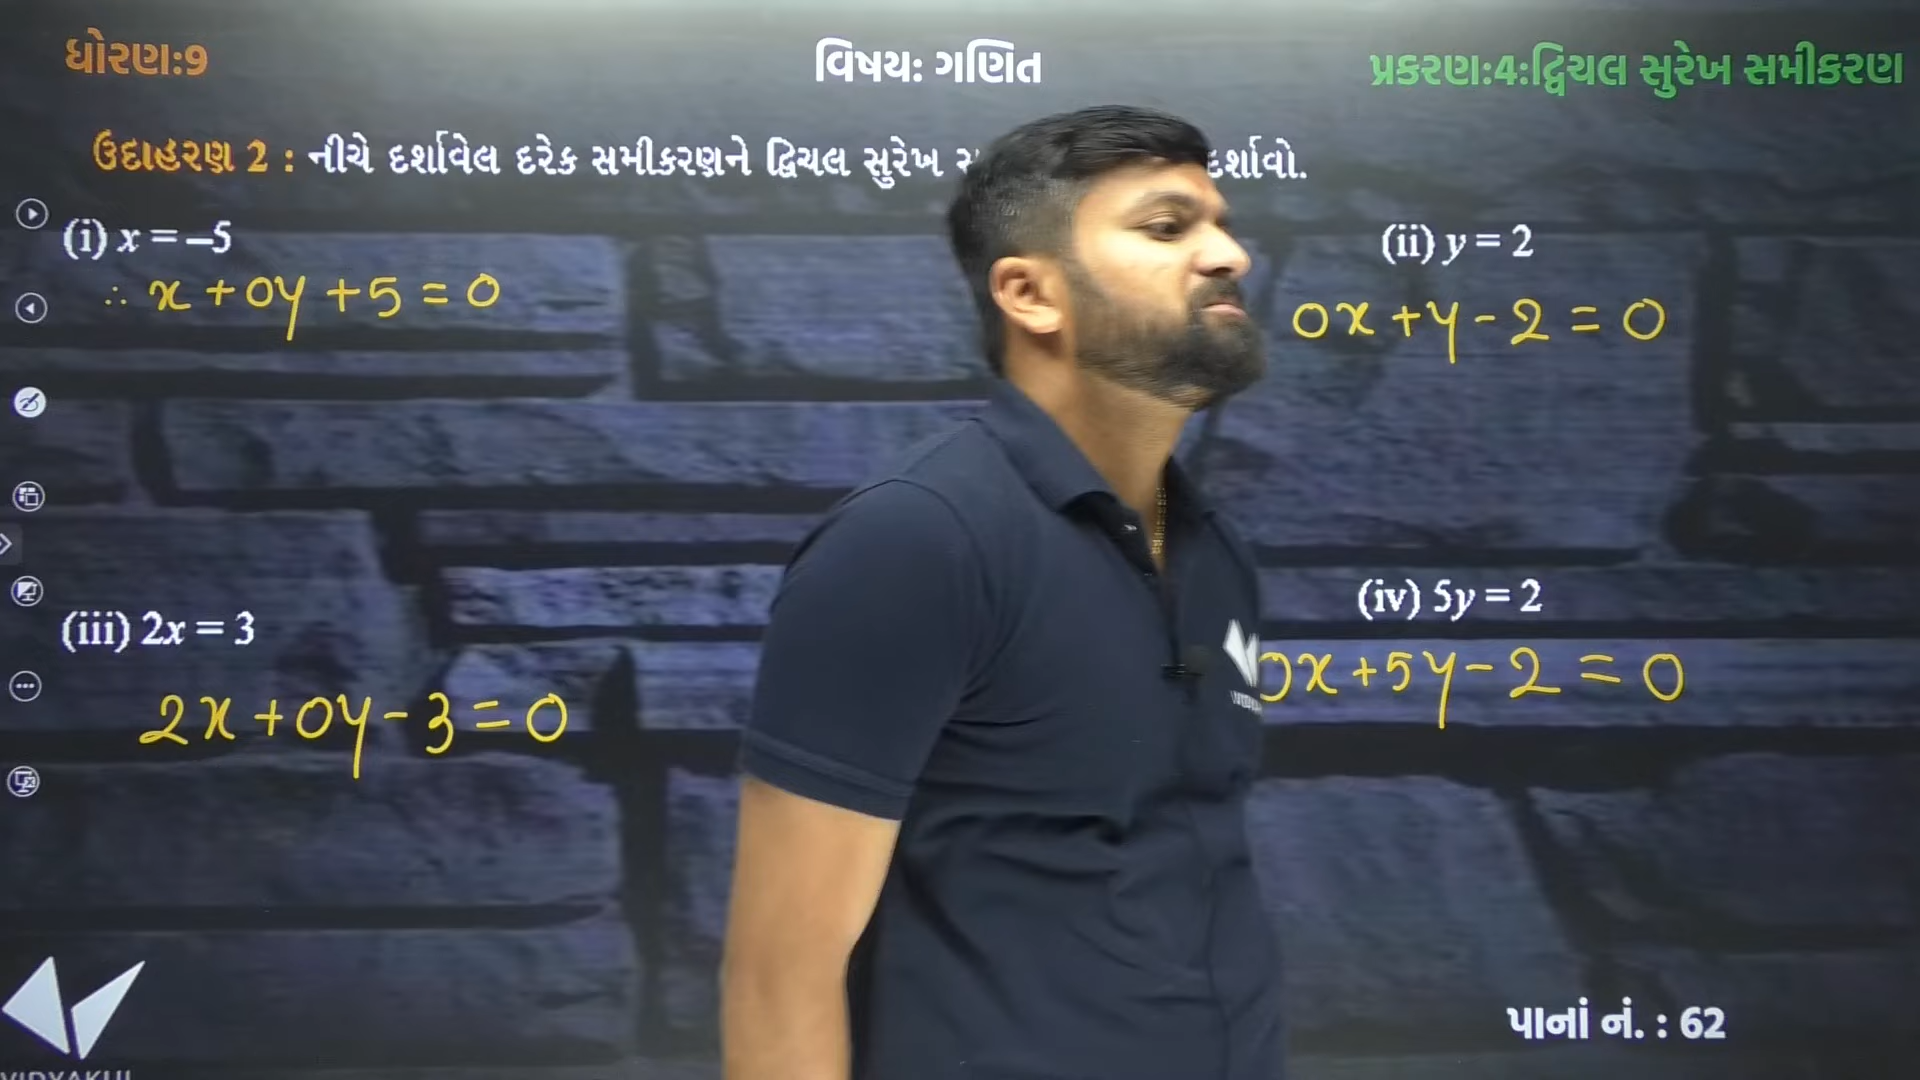 ધોરણ:9
વિષય: ગણિત
પ્રકરણ:4:દ્વિચલ સુરેખ સમીકરણ
ઉદાહરણ 2 : નીચે દર્શાવેલ દરેક સમીકરણને દ્વિચલ સુરેખ દર્શાવો.
(i) x = –5
∴ x + 0y + 5 = 0
(ii) y = 2
0x + y - 2 = 0
(iii) 2x = 3
2x + 0y - 3 = 0
(iv) 5y = 2
0x + 5y - 2 = 0
પાનાં નં. : 62
VIDYAKUL